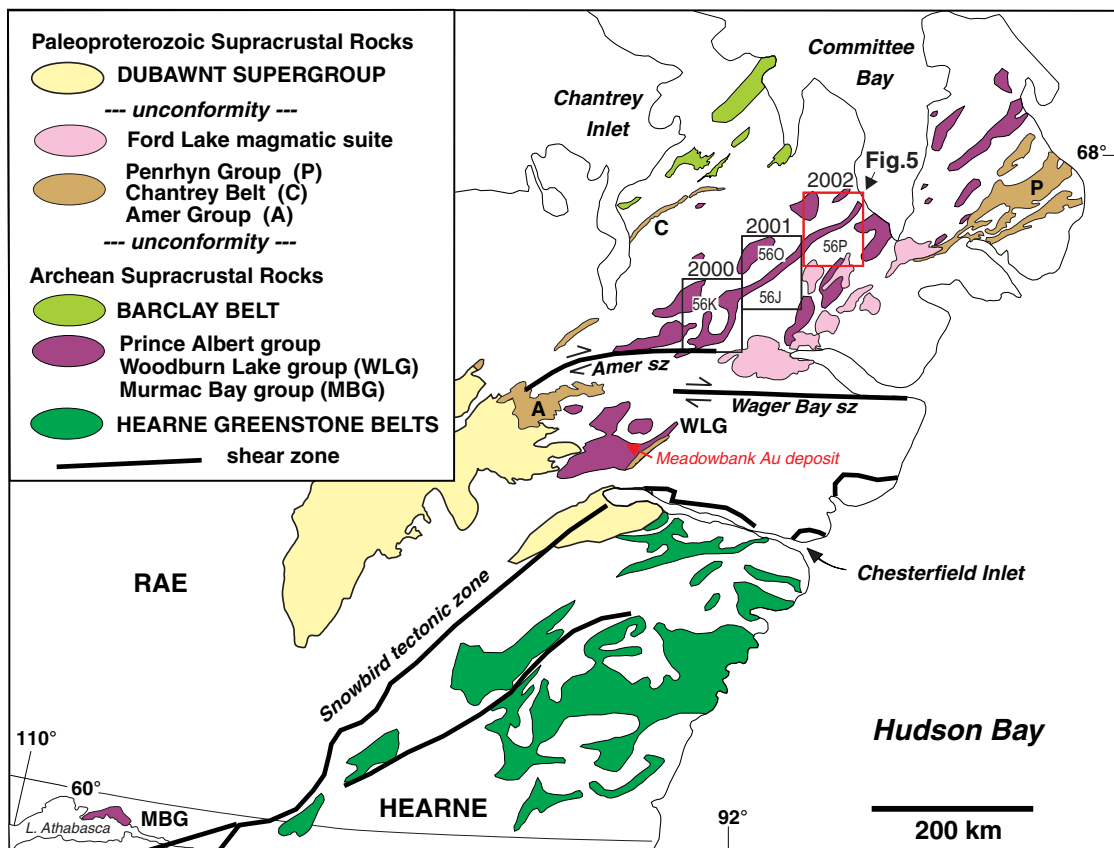 Paleoproterozoic Supracrustal Rocks
DUBAWNT SUPERGROUP
--- unconformity ---
Ford Lake magmatic suite
Penrhyn Group (P)
Chantrey Belt (C)
Amer Group (A)
--- unconformity ---
Archean Supracrustal Rocks
BARCLAY BELT
Prince Albert group
Woodburn Lake group (WLG)
Murmac Bay group (MBG)
HEARNE GREENSTONE BELTS
shear zone
Committee
Bay
Chantrey
Inlet
68°
Fig.5
2002
P
C
2001
56O
56P
2000
56K
56J
Amer sz
Wager Bay sz
A
WLG
Meadowbank Au deposit
RAE
Chesterfield Inlet
Snowbird tectonic zone
Hudson Bay
110°
60°
HEARNE
MBG
L. Athabasca
92°
200 km